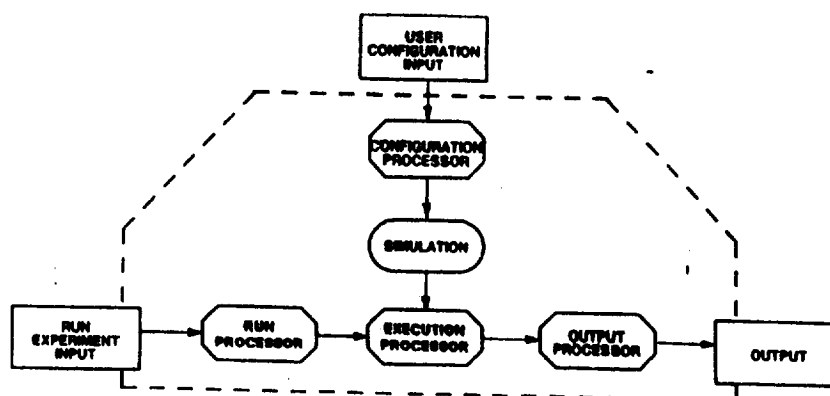 USER
CONFIGURATION
INPUT
CONFIGURATION
PROCESSOR
SIMULATION
RUN
EXPERIMENT
INPUT
RUN
PROCESSOR
EXECUTION
PROCESSOR
OUTPUT
PROCESSOR
OUTPUT